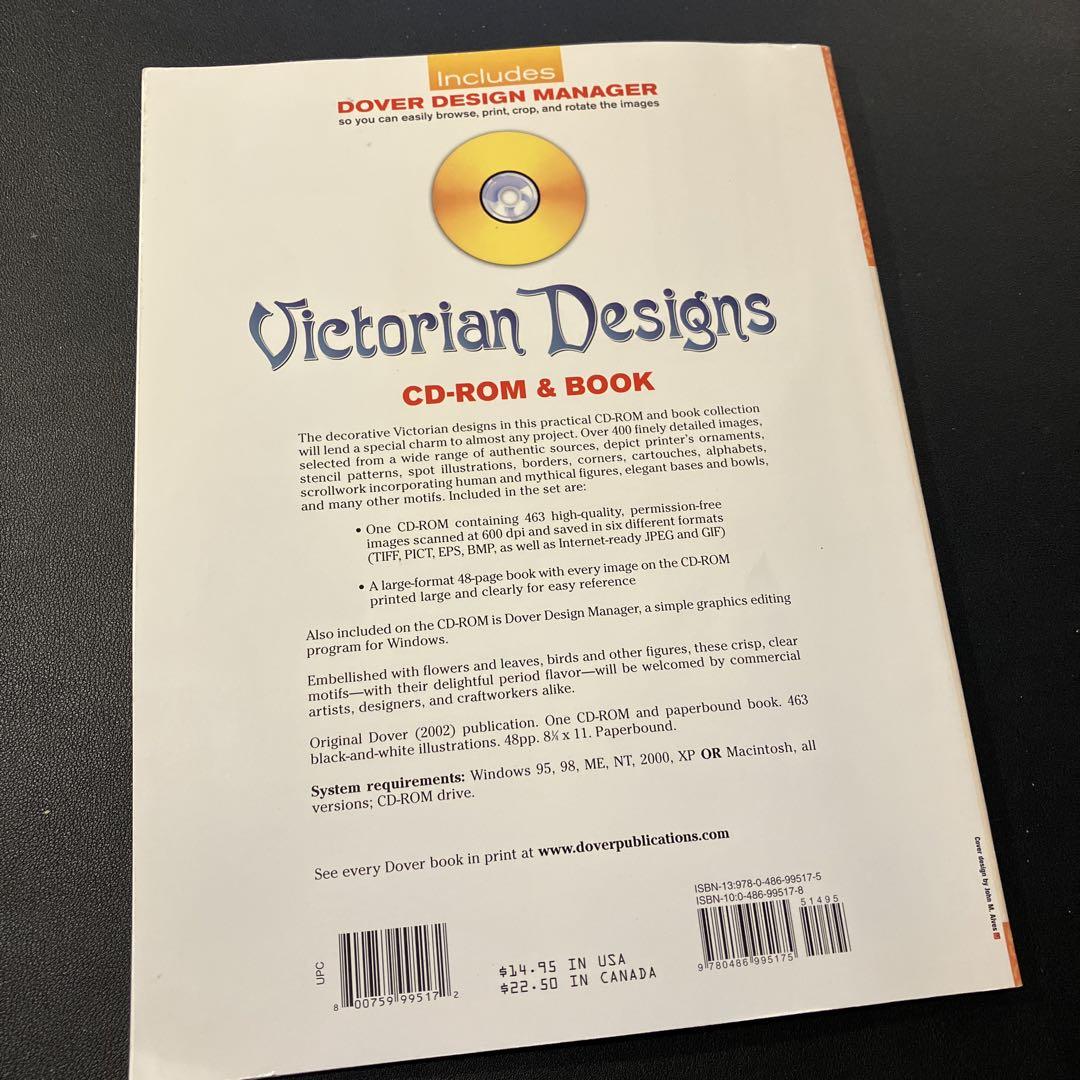 Includes
DOVER DESIGN MANAGER
so you can easily browse, print, crop, and rotate the images
Victorian Designs
CD-ROM & BOOK
The decorative Victorian designs in this practical CD-ROM and book collection
will lend a special charm to almost any project. Over 400 finely detailed images,
selected from a wide range of authentic sources, depict printer's ornaments,
stencil patterns, spot illustrations, borders, corners, cartouches, alphabets,
scrollwork incorporating human and mythical figures, elegant bases and bowls,
and many other motifs. Included in the set are:
• One CD-ROM containing 463 high-quality, permission-free
images scanned at 600 dpi and saved in six different formats
(TIFF, PICT, EPS, BMP, as well as Internet-ready JPEG and GIF)
• A large-format 48-page book with every image on the CD-ROM
printed large and clearly for easy reference
Also included on the CD-ROM is Dover Design Manager, a simple graphics editing
program for Windows.
Embellished with flowers and leaves, birds and other figures, these crisp, clear
motifs—with their delightful period flavor—will be welcomed by commercial
artists, designers, and craftworkers alike.
Original Dover (2002) publication. One CD-ROM and paperbound book. 463
black-and-white illustrations. 48pp. 8¼ x 11. Paperbound.
System requirements: Windows 95, 98, ME, NT, 2000, XP OR Macintosh, all
versions; CD-ROM drive.
See every Dover book in print at www.doverpublications.com
Cover design by John M. Alves
UPC
8 00759 99517 2
$14.95 IN USA
$22.50 IN CANADA
ISBN-13:978-0-486-99517-5
ISBN-10:0-486-99517-8
51495
9 780486 995175